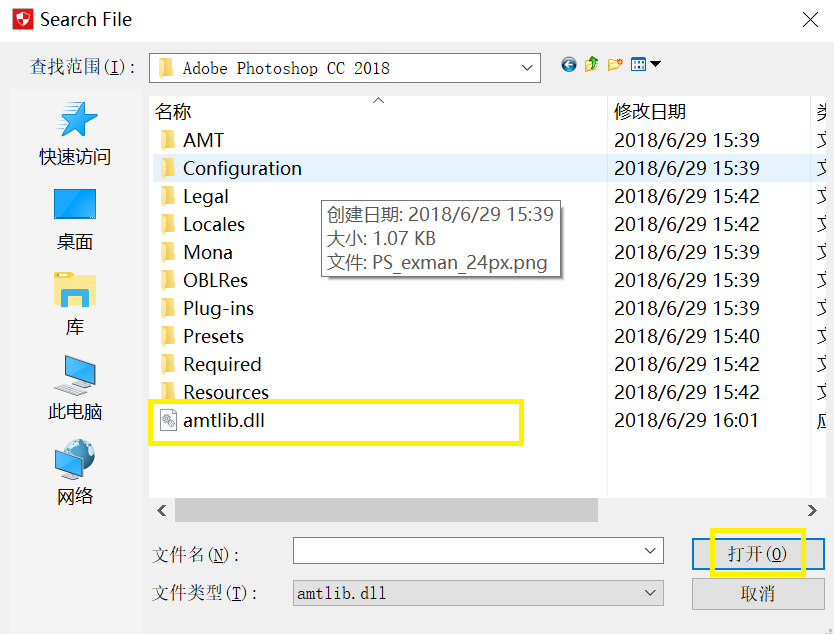 Search File
查找范围(I): Adobe Photoshop CC 2018
名称 修改日期 类
AMT 2018/6/29 15:39 文
Configuration 2018/6/29 15:39 文
Legal 2018/6/29 15:42 文
Locales 2018/6/29 15:42 文
Mona 2018/6/29 15:39 文
OBLRes 2018/6/29 15:39 文
Plug-ins 2018/6/29 15:39 文
Presets 2018/6/29 15:40 文
Required 2018/6/29 15:42 文
Resources 2018/6/29 15:42 文
amtlib.dll 2018/6/29 16:01 应
创建日期: 2018/6/29 15:39
大小: 1.07 KB
文件: PS_exman_24px.png
快速访问
桌面
库
此电脑
网络
文件名(N):
打开(O)
文件类型(T): amtlib.dll
取消